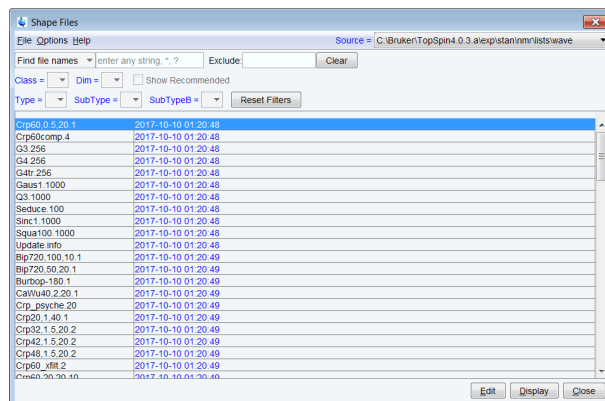 Shape Files
File Options Help Source = C:\Bruker\TopSpin4.0.3.a\exp\stan\nmr\lists\wave
Find file names enter any string, *, ? Exclude: Clear
Class = Dim = Show Recommended
Type = SubType = SubTypeB = Reset Filters
Crp60,0.5,20.1 2017-10-10 01:20:48
Crp60comp.4 2017-10-10 01:20:48
G3.256 2017-10-10 01:20:48
G4.256 2017-10-10 01:20:48
G4tr.256 2017-10-10 01:20:48
Gaus1.1000 2017-10-10 01:20:48
Q3.1000 2017-10-10 01:20:48
Seduce.100 2017-10-10 01:20:48
Sinc1.1000 2017-10-10 01:20:48
Squa100.1000 2017-10-10 01:20:48
Update.info 2017-10-10 01:20:48
Bip720,100,10.1 2017-10-10 01:20:49
Bip720,50,20.1 2017-10-10 01:20:49
Burbop-180.1 2017-10-10 01:20:49
CaWu40,2,20.1 2017-10-10 01:20:49
Crp_psyche.20 2017-10-10 01:20:49
Crp20,1,40.1 2017-10-10 01:20:49
Crp32,1.5,20.2 2017-10-10 01:20:49
Crp42,1.5,20.2 2017-10-10 01:20:49
Crp48,1.5,20.2 2017-10-10 01:20:49
Crp60_xfilt.2 2017-10-10 01:20:49
Crp60,20,20.10 2017-10-10 01:20:49
Edit Display Close